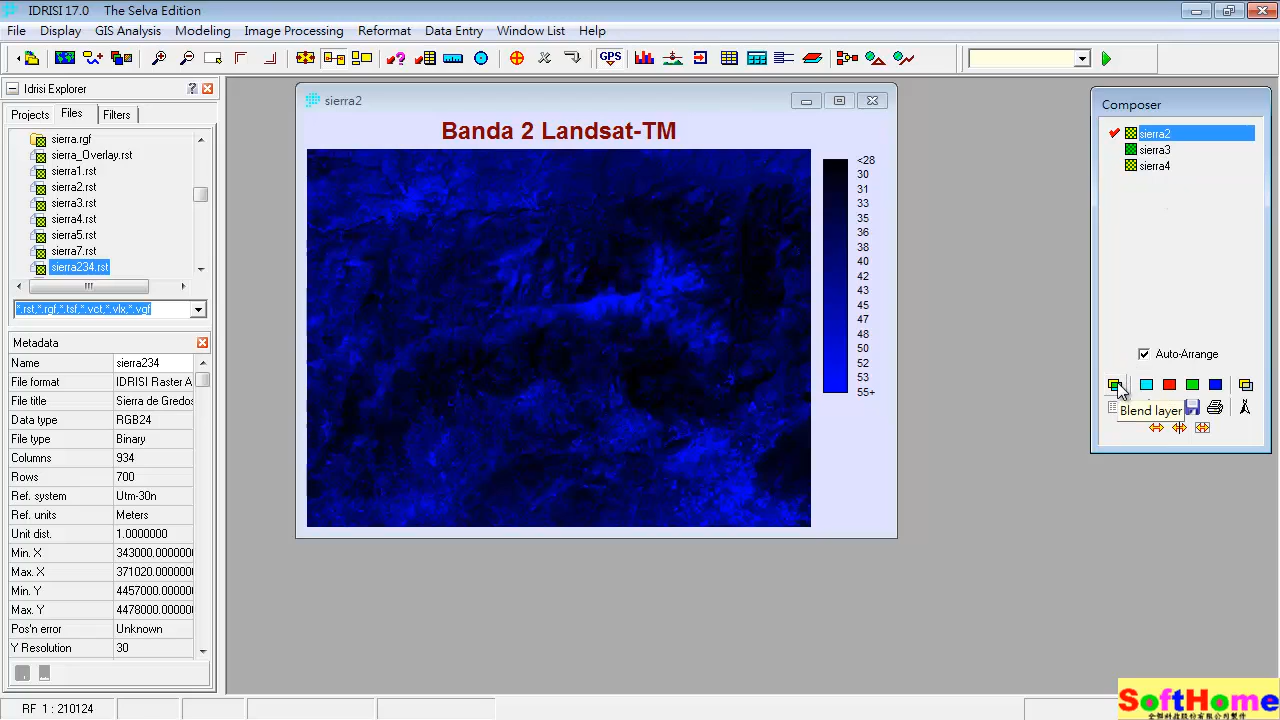 IDRISI 17.0 The Selva Edition
File Display GIS Analysis Modeling Image Processing Reformat Data Entry Window List Help
GPS
Idrisi Explorer
Projects Files Filters
sierra.rgf
sierra_Overlay.rst
sierra1.rst
sierra2.rst
sierra3.rst
sierra4.rst
sierra5.rst
sierra7.rst
sierra234.rst
*.rst,*.rgf,*.tsf,*.vct,*.vlx,*.vgf
Metadata
Name sierra234
File format IDRISI Raster A
File title Sierra de Gredos
Data type RGB24
File type Binary
Columns 934
Rows 700
Ref. system Utm-30n
Ref. units Meters
Unit dist. 1.0000000
Min. X 343000.0000000
Max. X 371020.0000000
Min. Y 4457000.000000
Max. Y 4478000.000000
Pos'n error Unknown
Y Resolution 30
sierra2
Banda 2 Landsat-TM
<28
30
31
33
35
36
38
40
42
43
45
47
48
50
52
53
55+
Composer
sierra2
sierra3
sierra4
Auto-Arrange
Blend layer
RF 1 : 210124
SoftHome